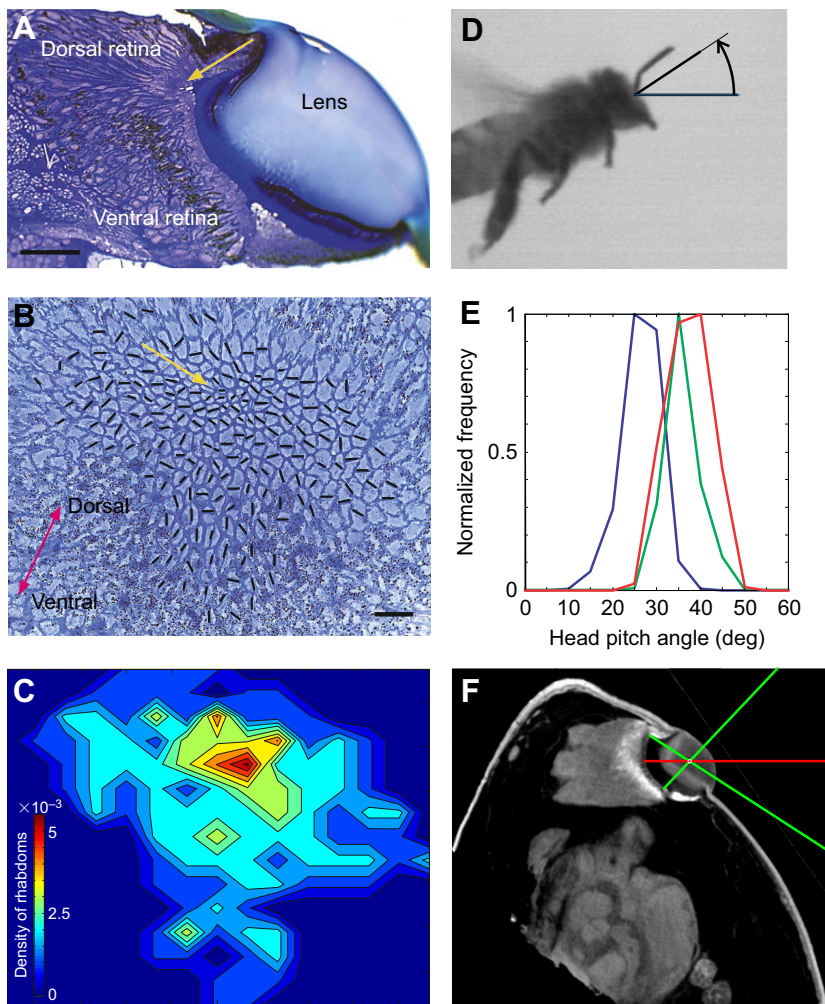 A
Dorsal retina
Lens
Ventral retina
B
Dorsal
Ventral
C
×10⁻³
5
2.5
0
Density of rhabdoms
D
E
1
0.5
0
Normalized frequency
0 10 20 30 40 50 60
Head pitch angle (deg)
F